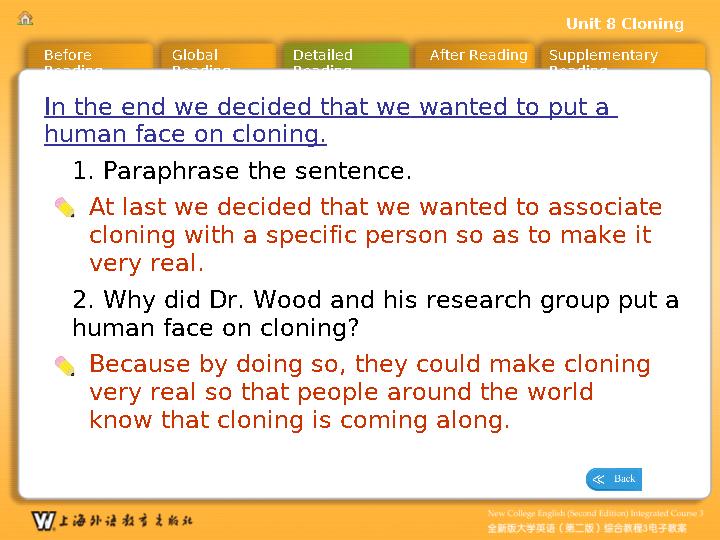 Unit 8 Cloning
Before Reading
Global Reading
Detailed Reading
After Reading
Supplementary Reading
In the end we decided that we wanted to put a
human face on cloning.
1. Paraphrase the sentence.
At last we decided that we wanted to associate
cloning with a specific person so as to make it
very real.
2. Why did Dr. Wood and his research group put a
human face on cloning?
Because by doing so, they could make cloning
very real so that people around the world
know that cloning is coming along.
≪ Back
上海外语教育出版社
New College English (Second Edition) Integrated Course 3
全新版大学英语（第二版）综合教程3电子教案